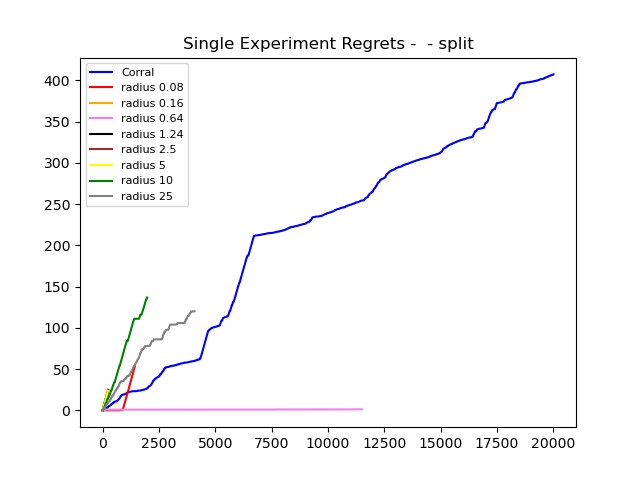 Single Experiment Regrets -  - split
Corral
radius 0.08
radius 0.16
radius 0.64
radius 1.24
radius 2.5
radius 5
radius 10
radius 25
400
350
300
250
200
150
100
50
0
0 2500 5000 7500 10000 12500 15000 17500 20000